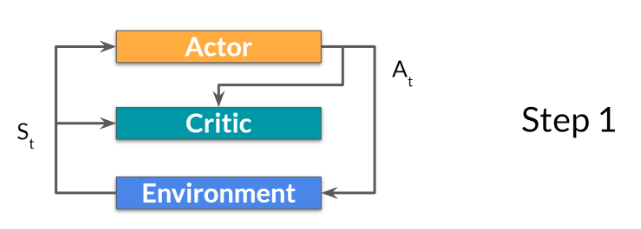 Actor
A_t
Critic
Step 1
S_t
Environment